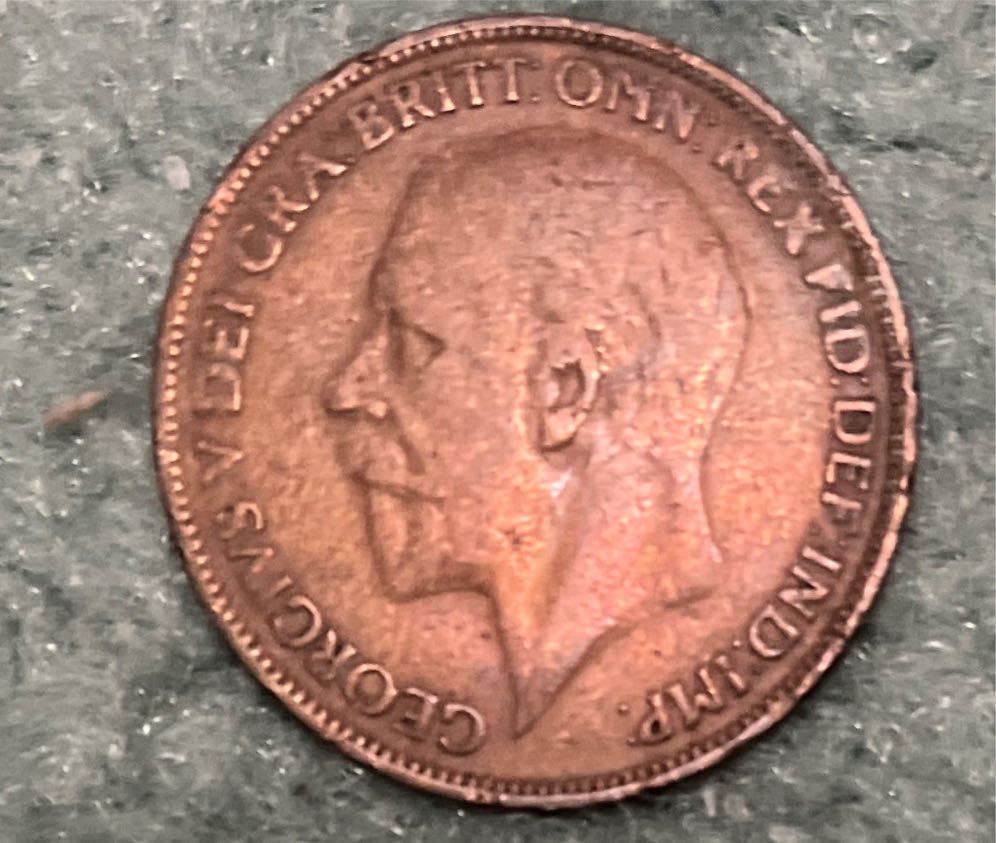 GEORGIVS V DEI GRA: BRITT: OMN: REX FID: DEF: IND: IMP: